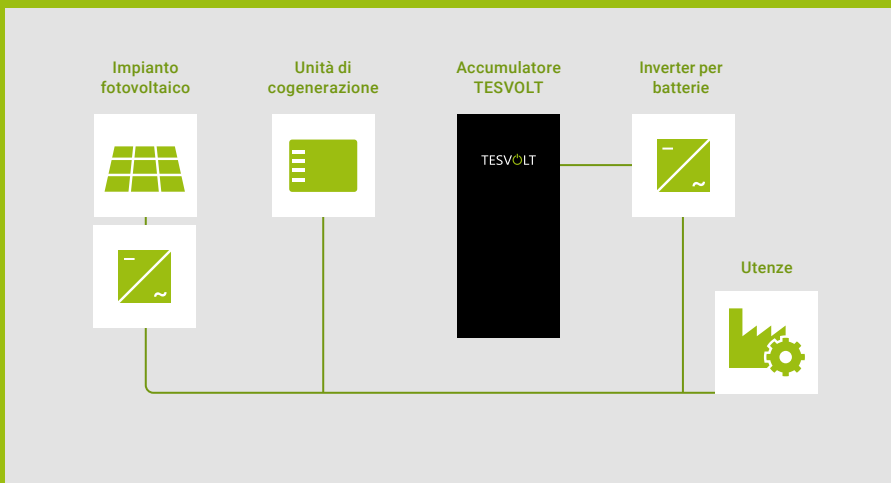 Impianto
fotovoltaico
Unità di
cogenerazione
Accumulatore
TESVOLT
Inverter per
batterie
TESVOLT
Utenze